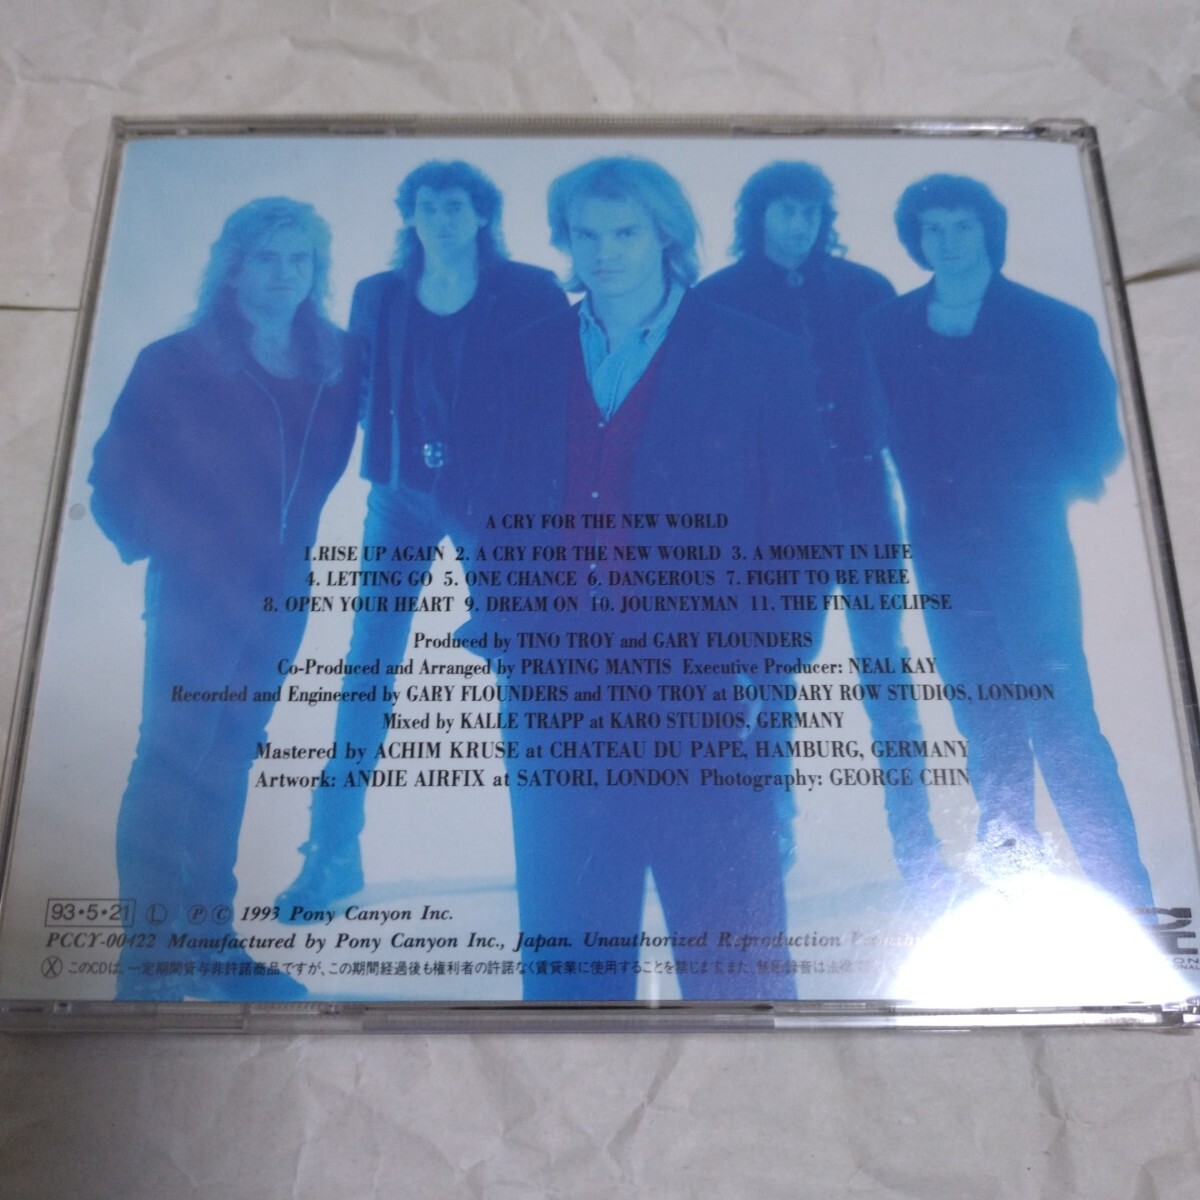 A CRY FOR THE NEW WORLD
1.RISE UP AGAIN 2. A CRY FOR THE NEW WORLD 3. A MOMENT IN LIFE
4. LETTING GO 5. ONE CHANCE 6. DANGEROUS 7. FIGHT TO BE FREE
8. OPEN YOUR HEART 9. DREAM ON 10. JOURNEYMAN 11. THE FINAL ECLIPSE
Produced by TINO TROY and GARY FLOUNDERS
Co-Produced and Arranged by PRAYING MANTIS Executive Producer: NEAL KAY
Recorded and Engineered by GARY FLOUNDERS and TINO TROY at BOUNDARY ROW STUDIOS, LONDON
Mixed by KALLE TRAPP at KARO STUDIOS, GERMANY
Mastered by ACHIM KRUSE at CHATEAU DU PAPE, HAMBURG, GERMANY
Artwork: ANDIE AIRFIX at SATORI, LONDON Photography: GEORGE CHIN
93・5・21 Ⓛ ℗ © 1993 Pony Canyon Inc.
PCCY-00422 Manufactured by Pony Canyon Inc., Japan. Unauthorized Reproduction
Ⓧ このCDは、一定期間貸与非許諾商品ですが、この期間経過後も権利者の許諾なく賃貸業に使用することを禁じます。また、無断録音は法律で